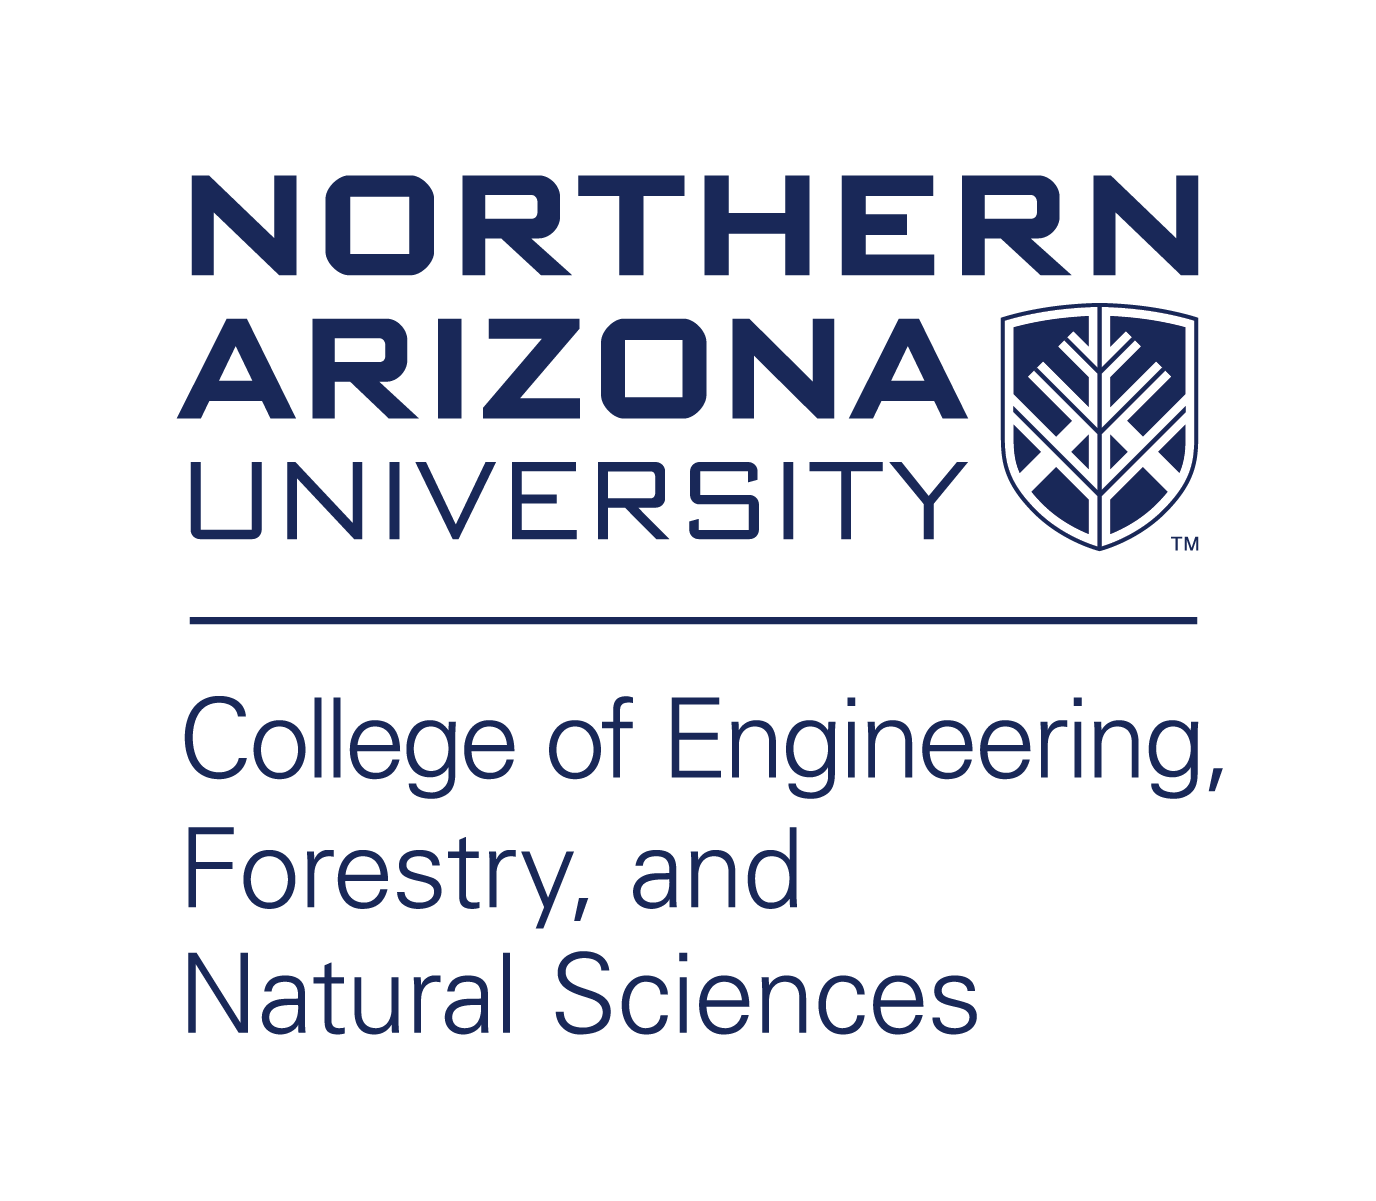 NORTHERN
ARIZONA
UNIVERSITY
TM
College of Engineering,
Forestry, and
Natural Sciences